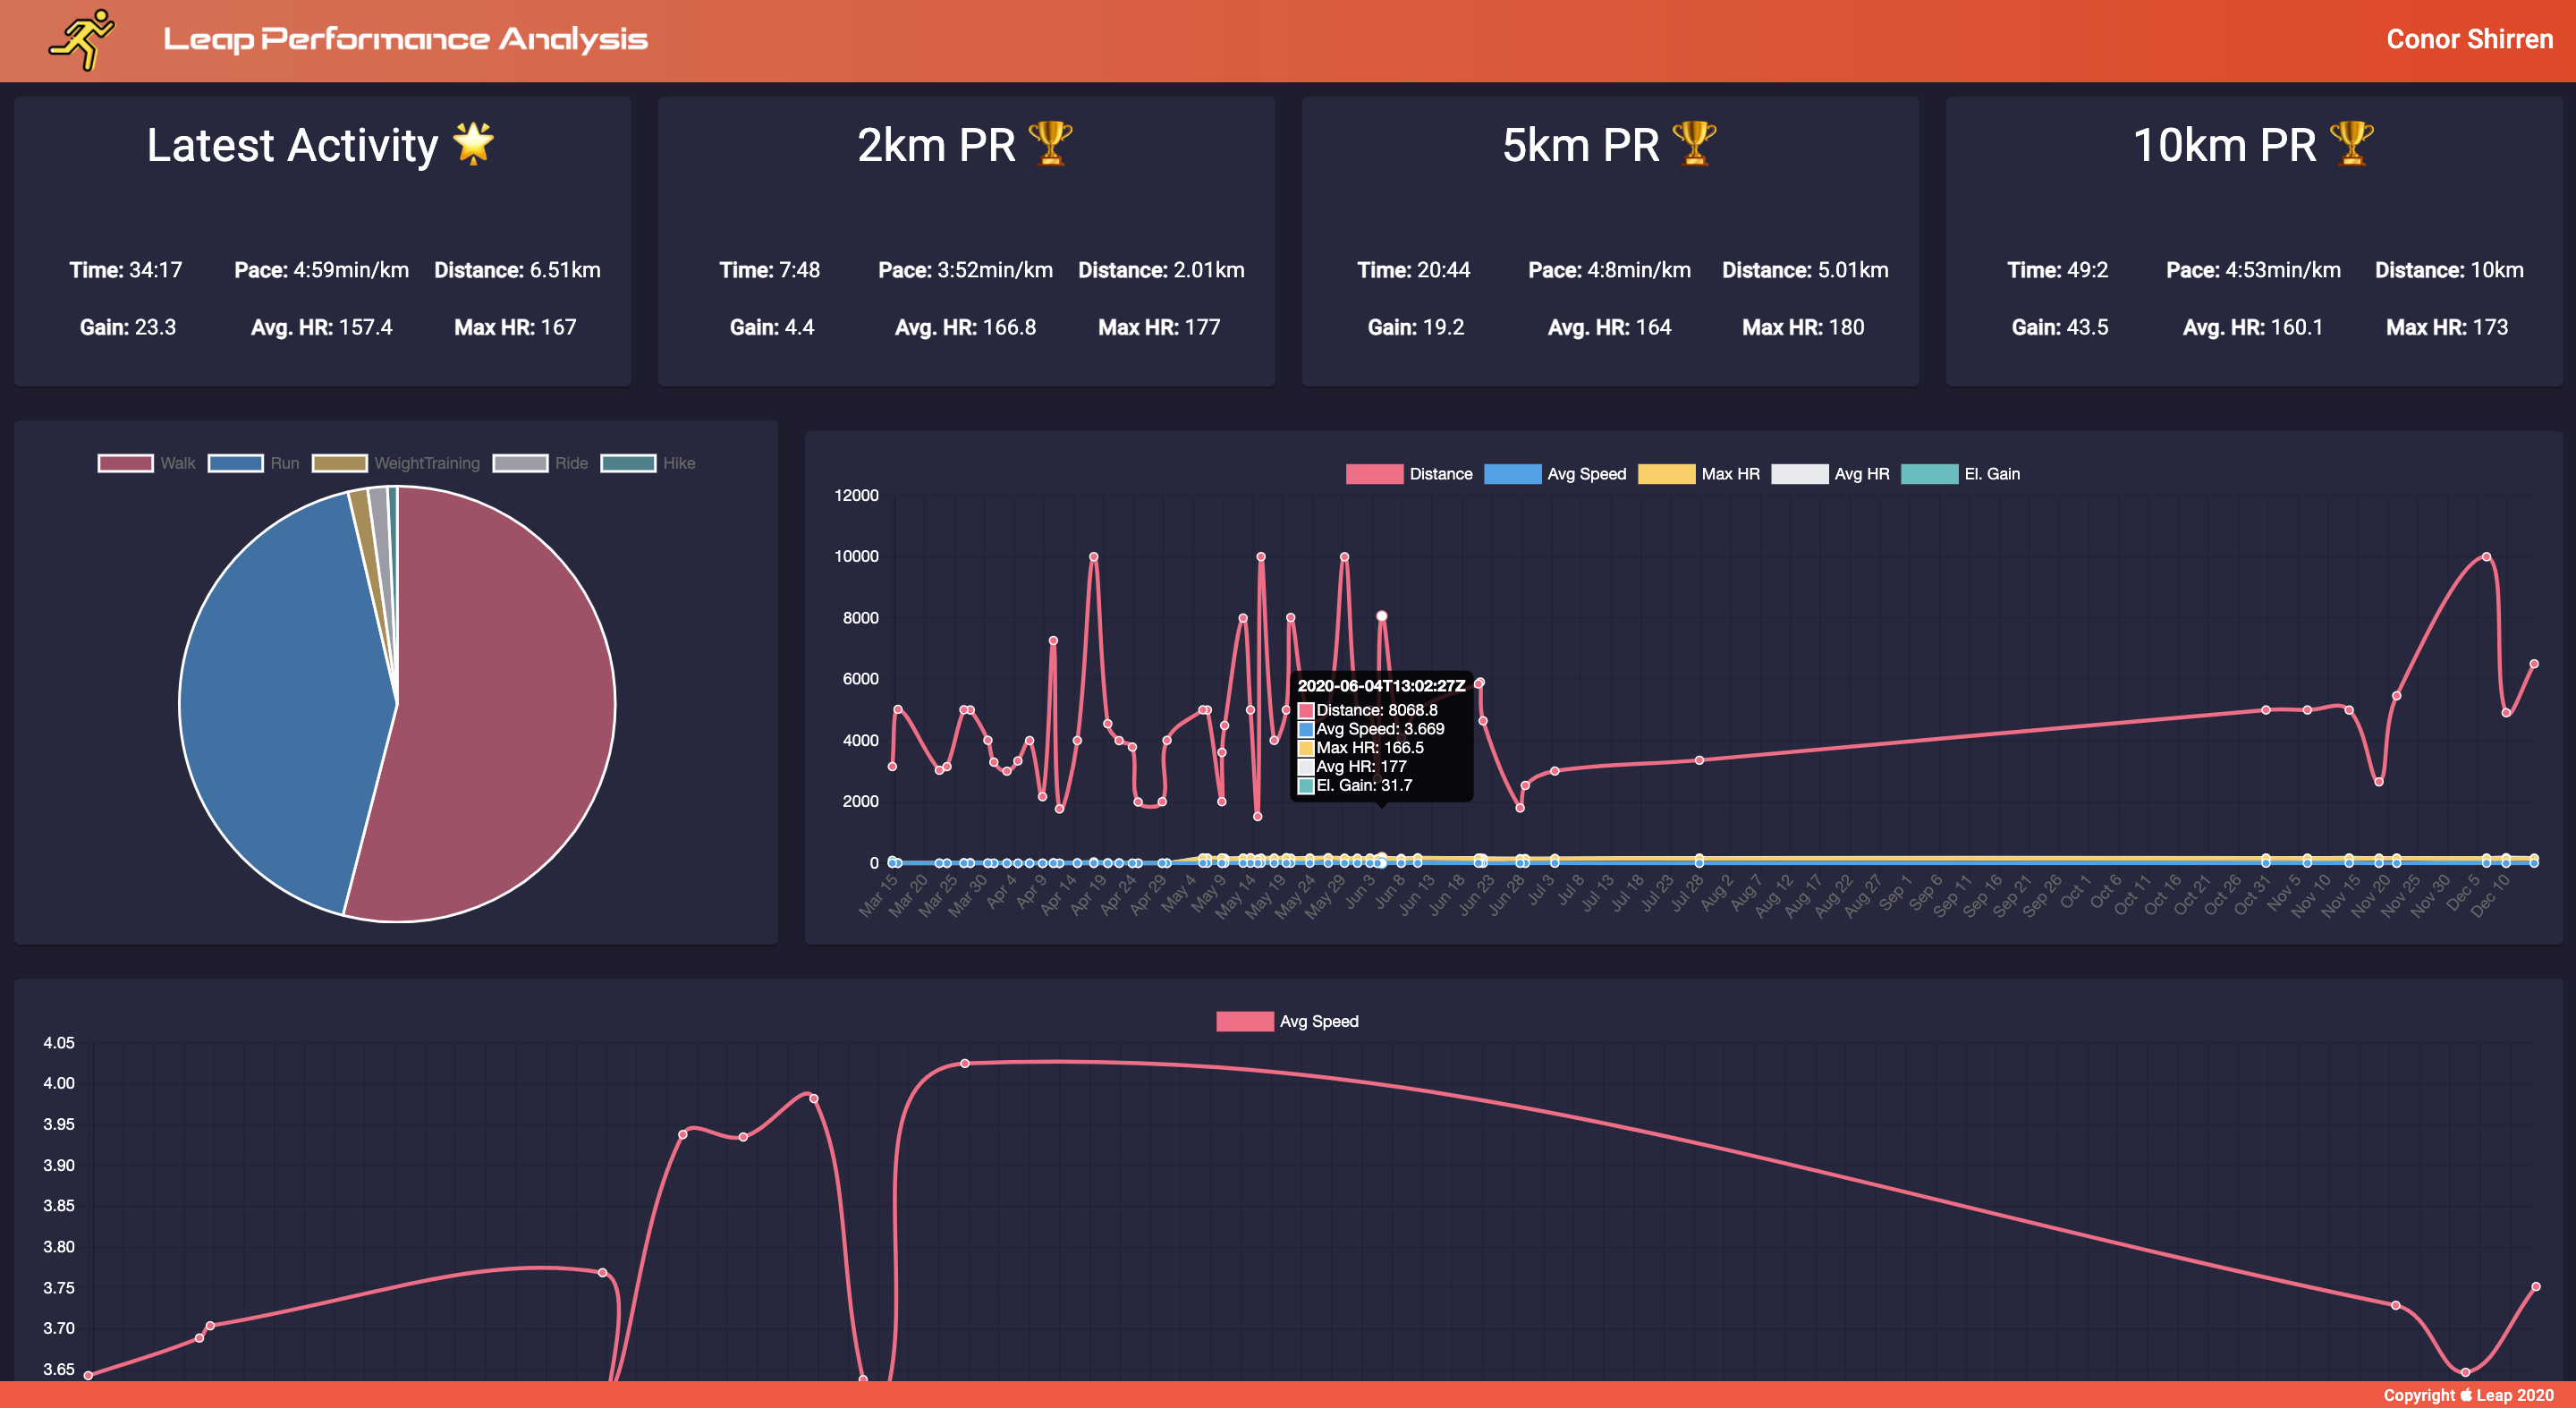 Leap Performance Analysis
Conor Shirren
Latest Activity 🌟
Time: 34:17 Pace: 4:59min/km Distance: 6.51km
Gain: 23.3 Avg. HR: 157.4 Max HR: 167
2km PR 🏆
Time: 7:48 Pace: 3:52min/km Distance: 2.01km
Gain: 4.4 Avg. HR: 166.8 Max HR: 177
5km PR 🏆
Time: 20:44 Pace: 4:8min/km Distance: 5.01km
Gain: 19.2 Avg. HR: 164 Max HR: 180
10km PR 🏆
Time: 49:2 Pace: 4:53min/km Distance: 10km
Gain: 43.5 Avg. HR: 160.1 Max HR: 173
Walk Run WeightTraining Ride Hike
Distance Avg Speed Max HR Avg HR El. Gain
12000
10000
8000
6000
4000
2000
0
2020-06-04T13:02:27Z
Distance: 8068.8
Avg Speed: 3.669
Max HR: 166.5
Avg HR: 177
El. Gain: 31.7
Mar 15 Mar 20 Mar 25 Mar 30 Apr 4 Apr 9 Apr 14 Apr 19 Apr 24 Apr 29 May 4 May 9 May 14 May 19 May 24 May 29 Jun 3 Jun 8 Jun 13 Jun 18 Jun 23 Jun 28 Jul 3 Jul 8 Jul 13 Jul 18 Jul 23 Jul 28 Aug 2 Aug 7 Aug 12 Aug 17 Aug 22 Aug 27 Sep 1 Sep 6 Sep 11 Sep 16 Sep 21 Sep 26 Oct 1 Oct 6 Oct 11 Oct 16 Oct 21 Oct 26 Oct 31 Nov 5 Nov 10 Nov 15 Nov 20 Nov 25 Nov 30 Dec 5 Dec 10
Avg Speed
4.05
4.00
3.95
3.90
3.85
3.80
3.75
3.70
3.65
Copyright Leap 2020